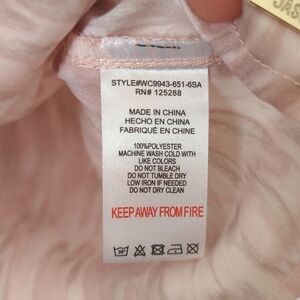 STYLE#WC9943-651-6SA
RN# 125288
MADE IN CHINA
HECHO EN CHINA
FABRIQUÉ EN CHINE
100%POLYESTER
MACHINE WASH COLD WITH
LIKE COLORS
DO NOT BLEACH
DO NOT TUMBLE DRY
LOW IRON IF NEEDED
DO NOT DRY CLEAN
KEEP AWAY FROM FIRE
30°